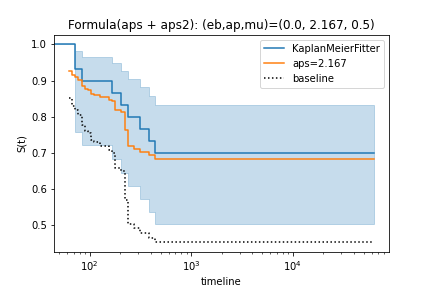 Formula(aps + aps2): (eb,ap,mu)=(0.0, 2.167, 0.5)
KaplanMeierFitter
aps=2.167
baseline
1.0
0.9
0.8
0.7
0.6
0.5
S(t)
10²
10³
10⁴
timeline